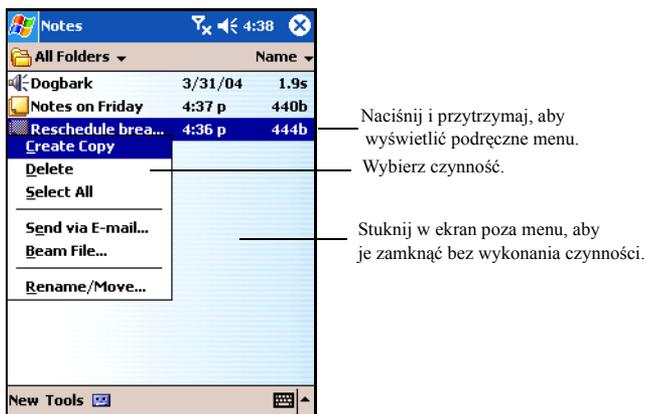 Notes 4:38
All Folders Name
Dogbark 3/31/04 1.9s
Notes on Friday 4:37 p 440b
Reschedule brea... 4:36 p 444b
Create Copy
Delete
Select All
Send via E-mail...
Beam File...
Rename/Move...
New Tools
Naciśnij i przytrzymaj, aby
wyświetlić podręczne menu.
Wybierz czynność.
Stuknij w ekran poza menu, aby
je zamknąć bez wykonania czynności.